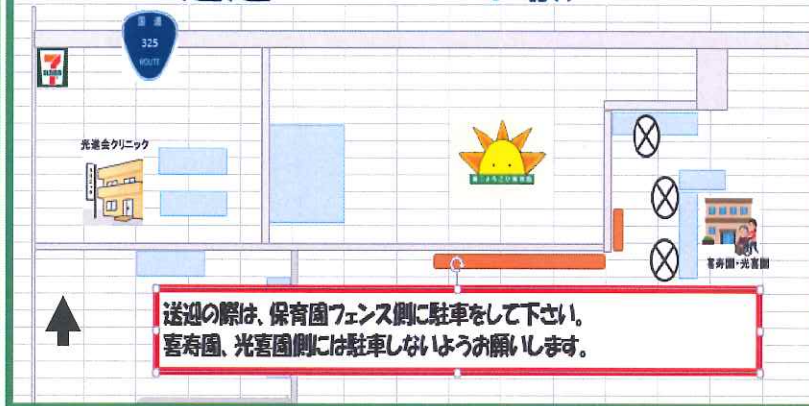 国道
325
ROUTE
光進会クリニック
喜寿園・光喜園
送迎の際は、保育園フェンス側に駐車をして下さい。
喜寿園、光喜園側には駐車しないようお願いします。